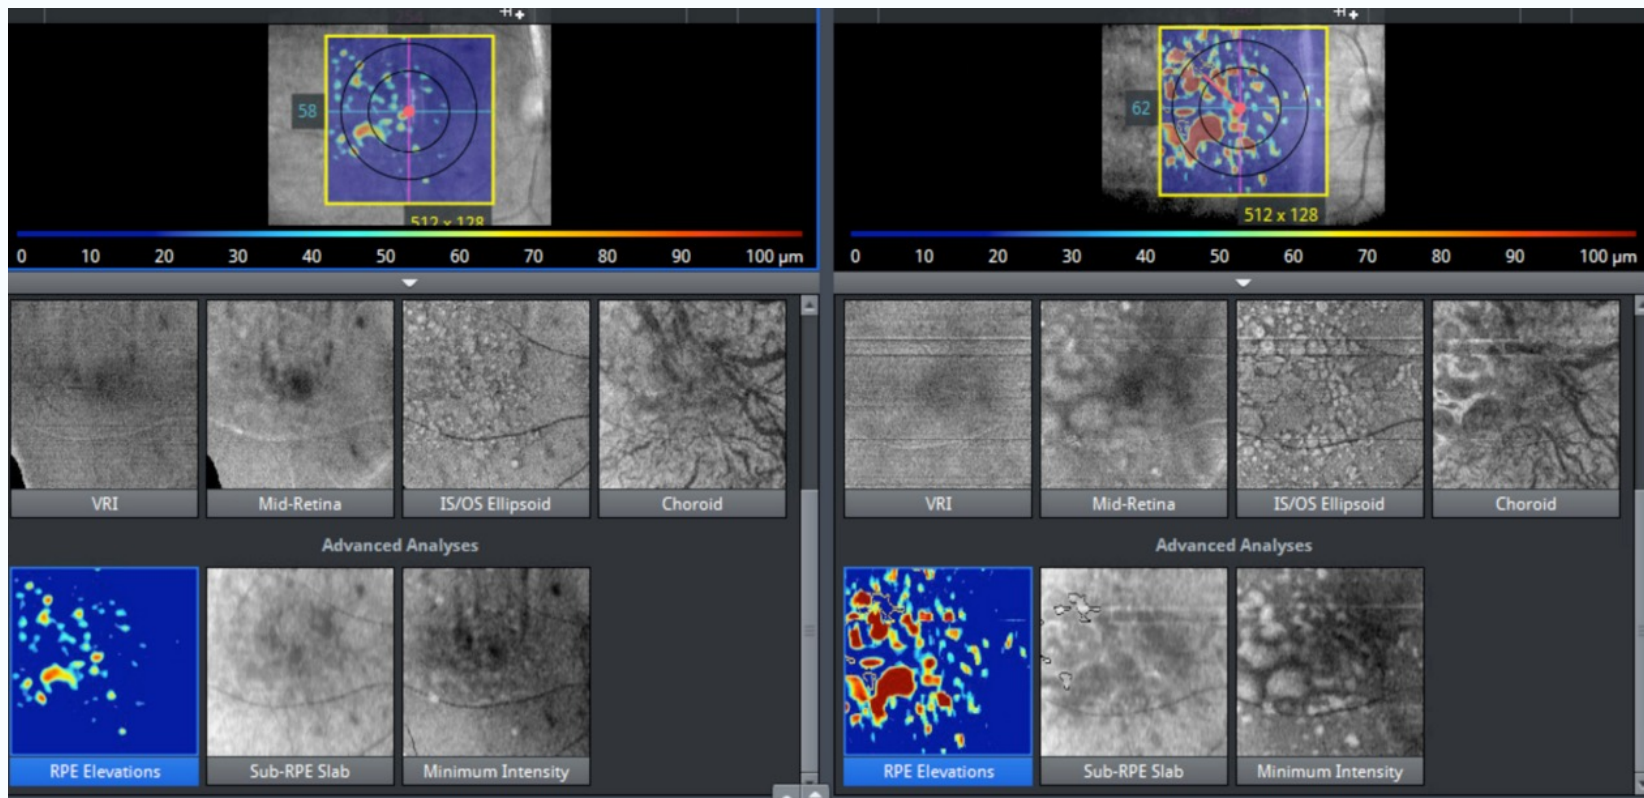 58
512 x 128
0 10 20 30 40 50 60 70 80 90 100 µm
VRI Mid-Retina IS/OS Ellipsoid Choroid
Advanced Analyses
RPE Elevations Sub-RPE Slab Minimum Intensity
62
512 x 128
0 10 20 30 40 50 60 70 80 90 100 µm
VRI Mid-Retina IS/OS Ellipsoid Choroid
Advanced Analyses
RPE Elevations Sub-RPE Slab Minimum Intensity